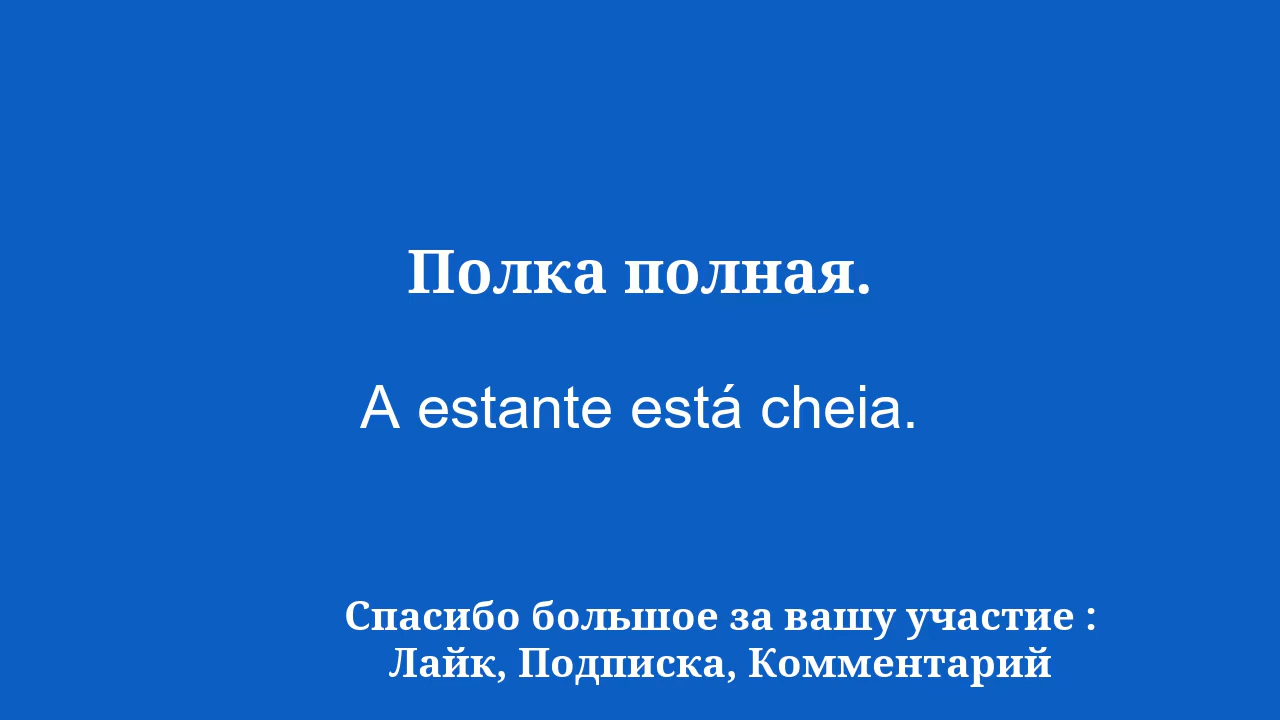 Полка полная.
A estante está cheia.
Спасибо большое за вашу участие :
Лайк, Подписка, Комментарий